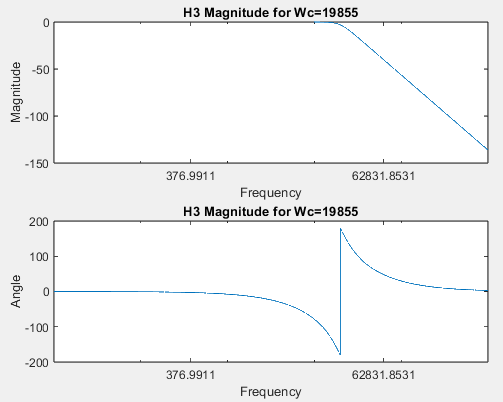 H3 Magnitude for Wc=19855
0
-50
-100
-150
Magnitude
376.9911
62831.8531
Frequency
H3 Magnitude for Wc=19855
200
100
0
-100
-200
Angle
376.9911
62831.8531
Frequency